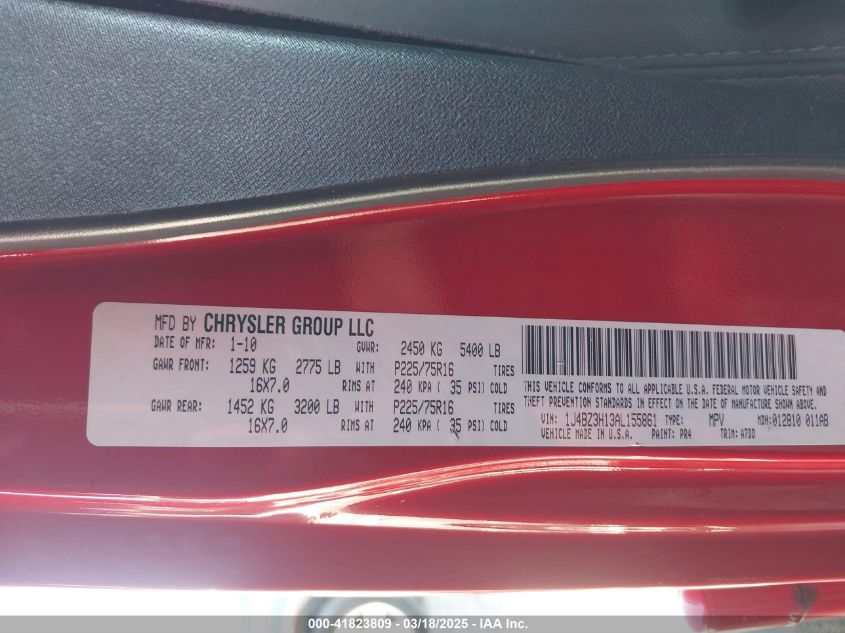 MFD BY CHRYSLER GROUP LLC
DATE OF MFR: 1-10 GVWR: 2450 KG 5400 LB
GAWR FRONT: 1259 KG 2775 LB WITH P225/75R16 TIRES
16X7.0 RIMS AT 240 KPA ( 35 PSI) COLD
GAWR REAR: 1452 KG 3200 LB WITH P225/75R16 TIRES
16X7.0 RIMS AT 240 KPA ( 35 PSI) COLD
THIS VEHICLE CONFORMS TO ALL APPLICABLE U.S.A. FEDERAL MOTOR VEHICLE SAFETY AND
THEFT PREVENTION STANDARDS IN EFFECT ON THE DATE OF MANUFACTURE SHOWN ABOVE.
VIN: 1J4BZ3H13AL155861 TYPE: MPV MDH:012810 011AB
VEHICLE MADE IN U.S.A. PAINT: PR4 TRIM: A7DD
000-41823809 - 03/18/2025 - IAA Inc.